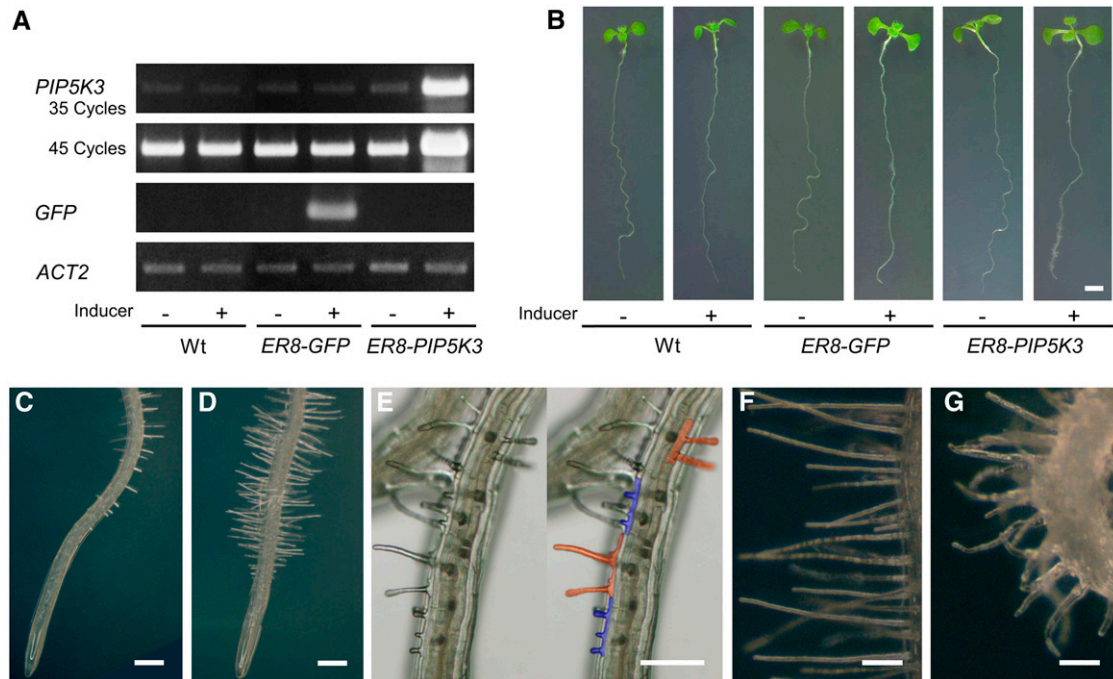 A
PIP5K3
35 Cycles
45 Cycles
GFP
ACT2
Inducer - + - + - +
Wt ER8-GFP ER8-PIP5K3
B
Inducer - + - + - +
Wt ER8-GFP ER8-PIP5K3
C D E F G